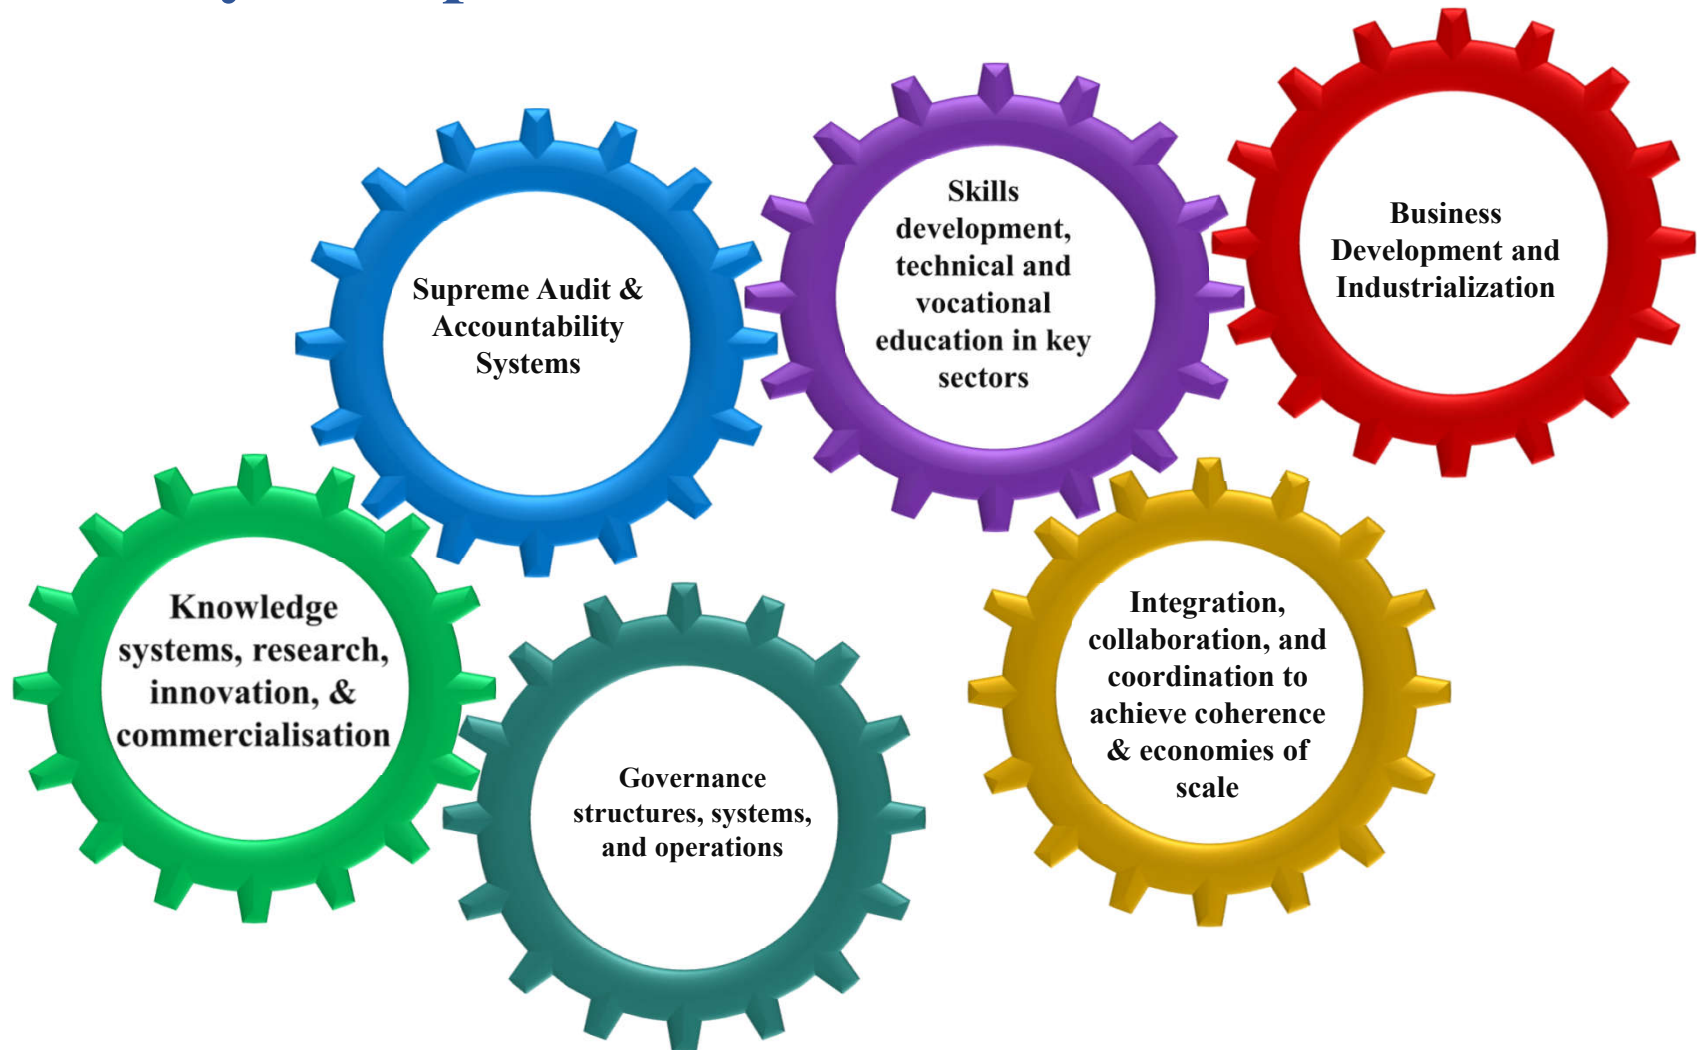 Supreme Audit &
Accountability
Systems
Skills
development,
technical and
vocational
education in key
sectors
Business
Development and
Industrialization
Knowledge
systems, research,
innovation, &
commercialisation
Governance
structures, systems,
and operations
Integration,
collaboration, and
coordination to
achieve coherence
& economies of
scale